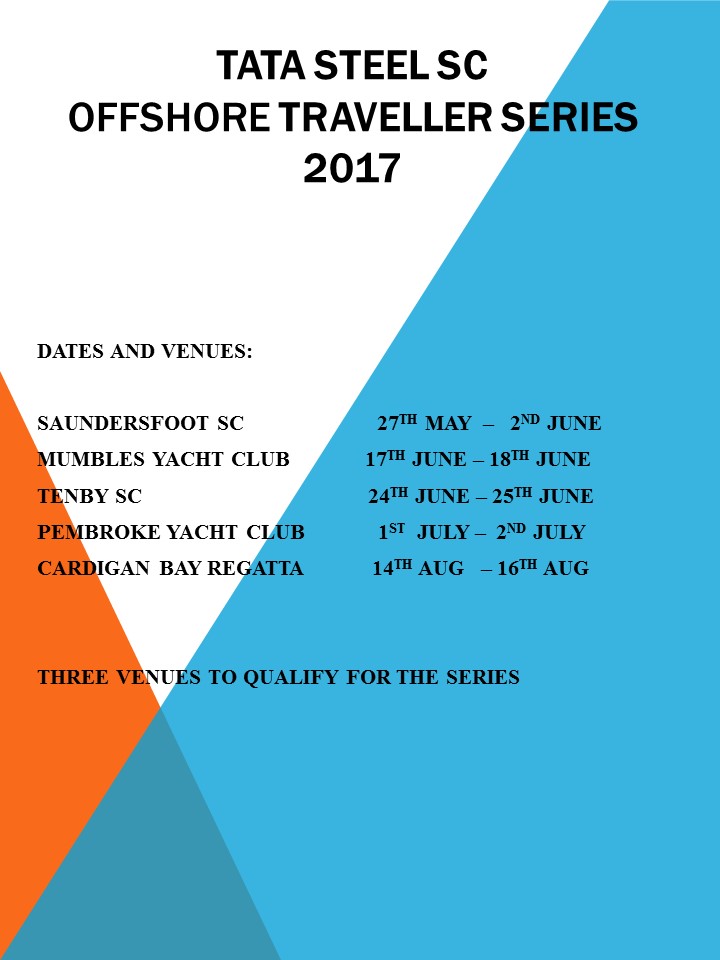 TATA STEEL SC
OFFSHORE TRAVELLER SERIES
2017
DATES AND VENUES:
SAUNDERSFOOT SC 27TH MAY – 2ND JUNE
MUMBLES YACHT CLUB 17TH JUNE – 18TH JUNE
TENBY SC 24TH JUNE – 25TH JUNE
PEMBROKE YACHT CLUB 1ST JULY – 2ND JULY
CARDIGAN BAY REGATTA 14TH AUG – 16TH AUG
THREE VENUES TO QUALIFY FOR THE SERIES